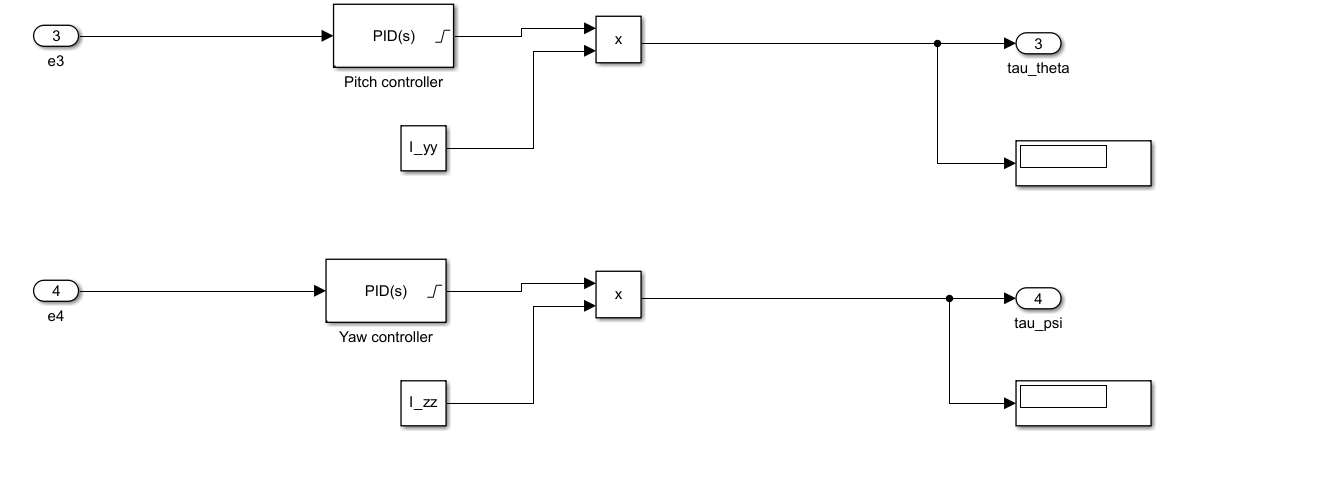 3
e3
PID(s)
Pitch controller
I_yy
x
3
tau_theta
4
e4
PID(s)
Yaw controller
I_zz
x
4
tau_psi